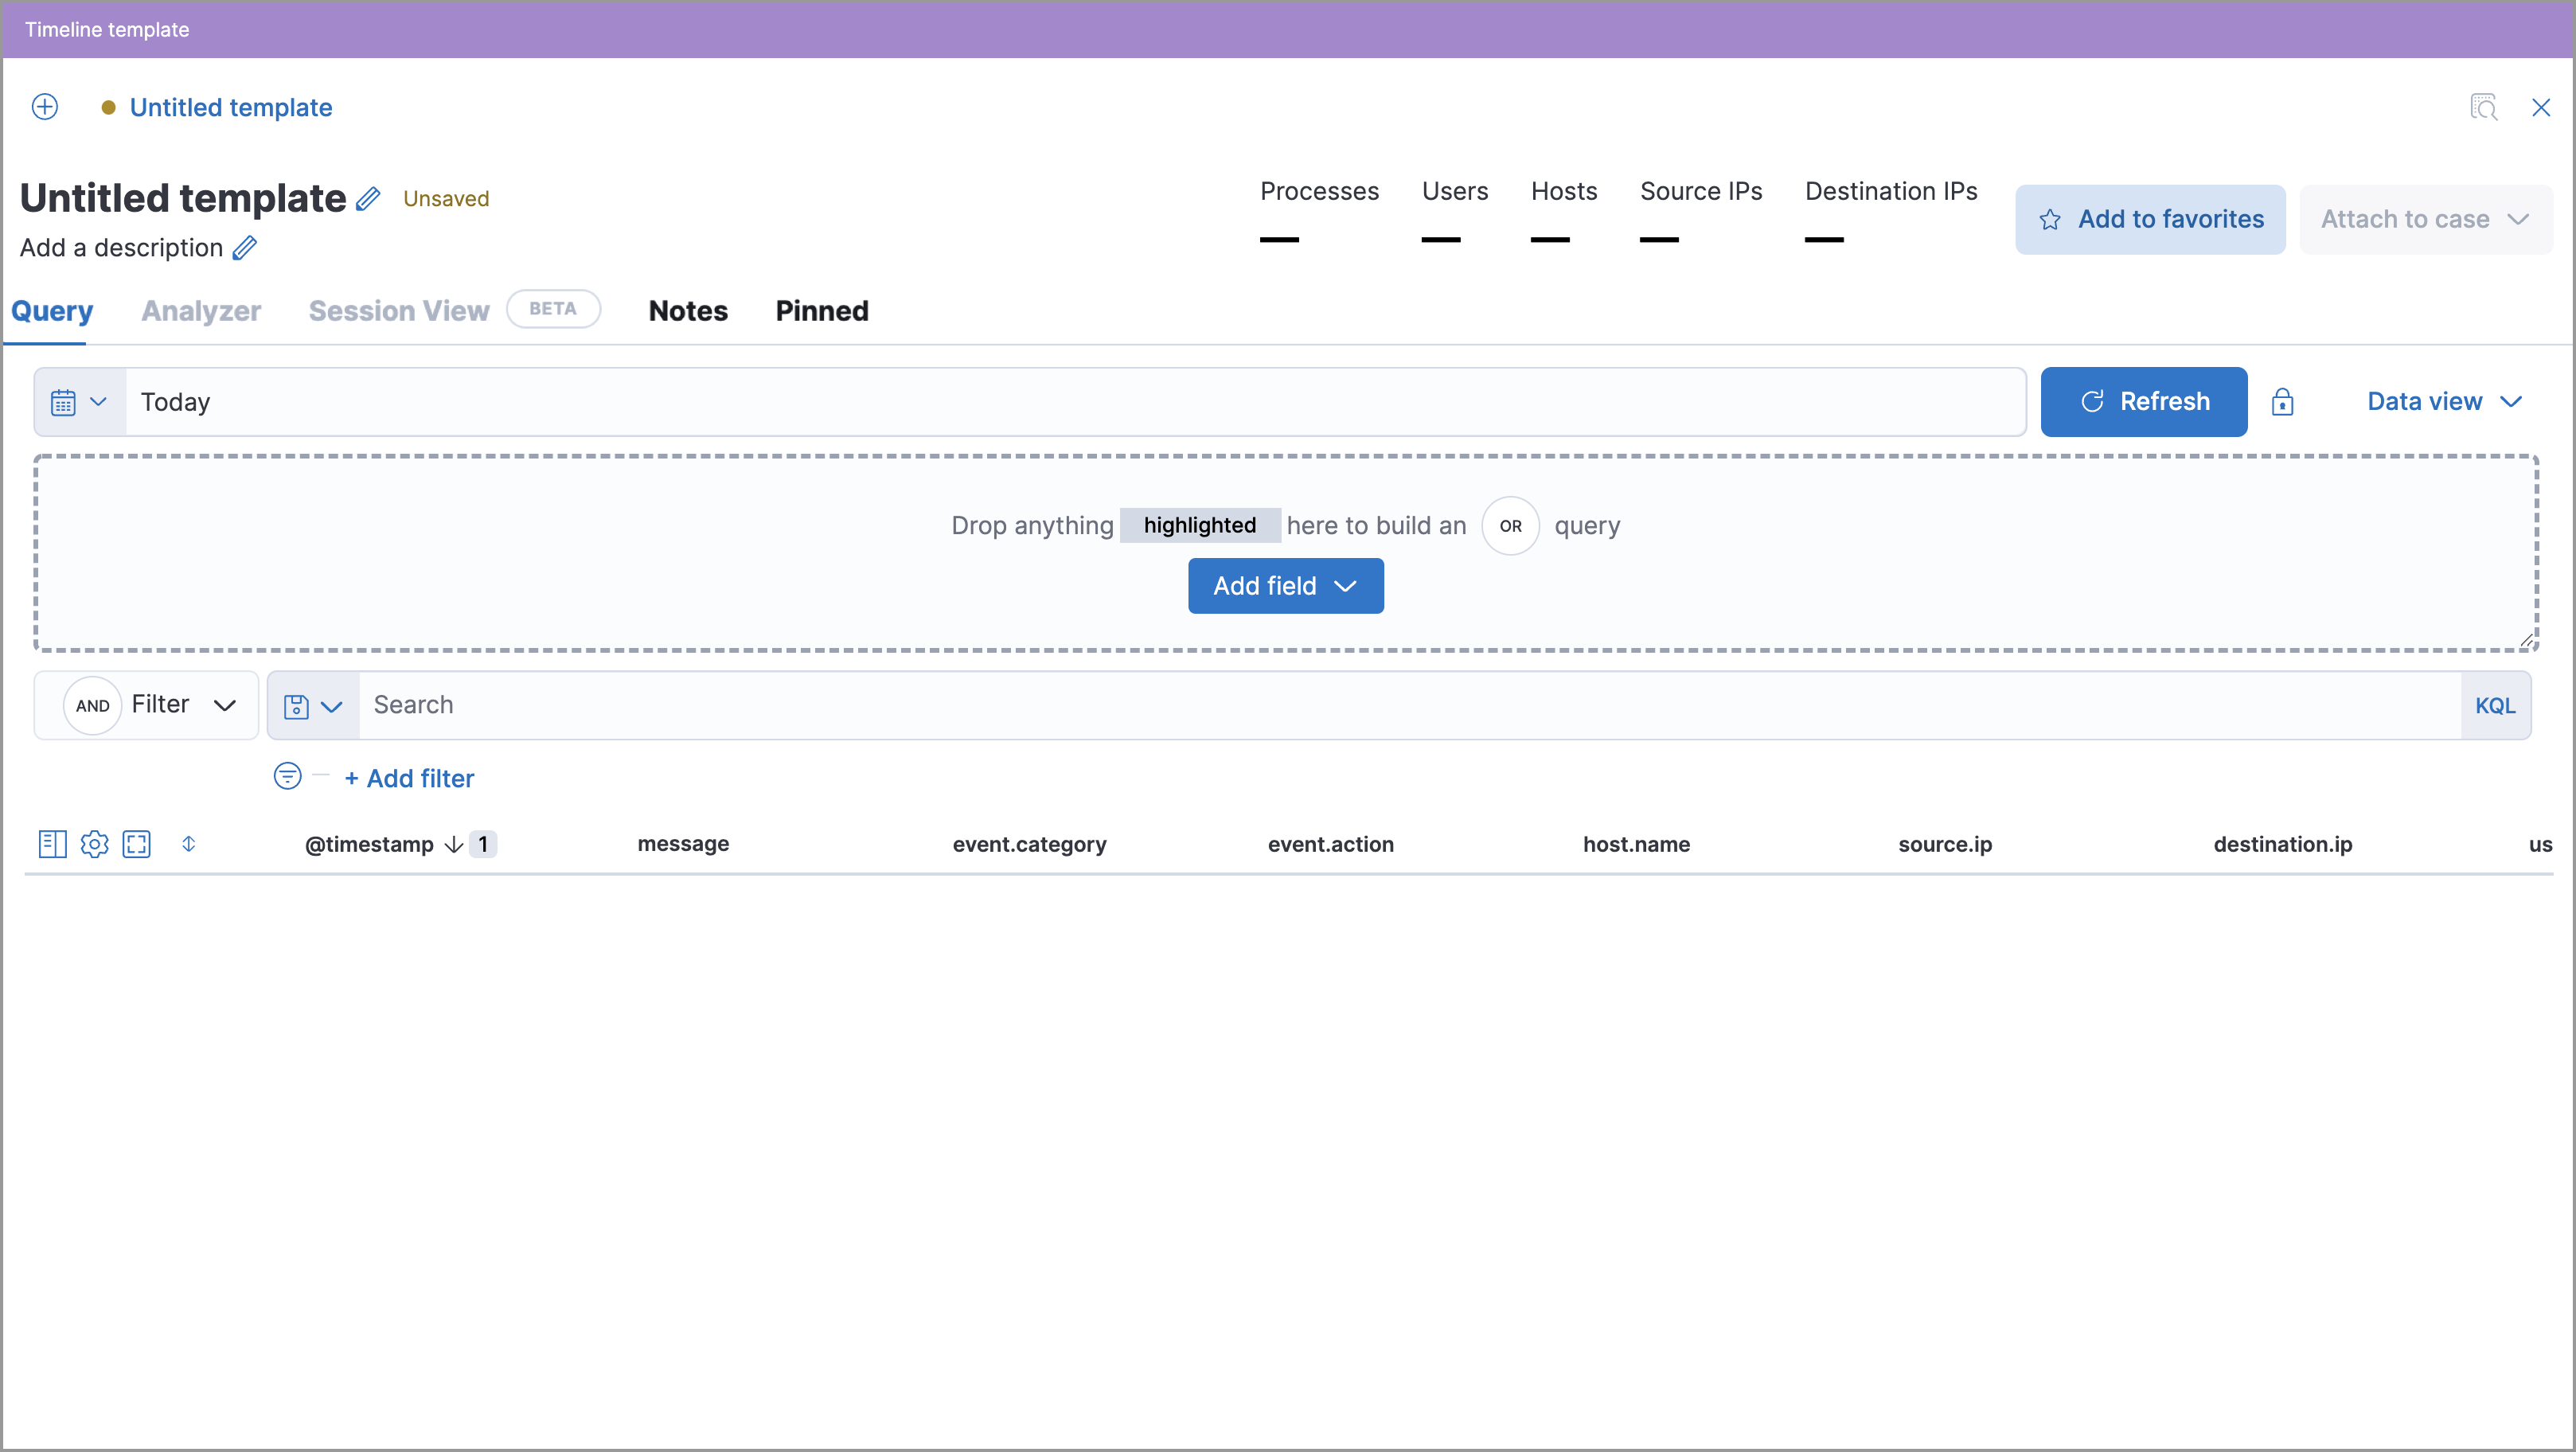 Timeline template
Untitled template
Untitled template Unsaved
Add a description
Processes Users Hosts Source IPs Destination IPs
— — — — —
Add to favorites Attach to case
Query Analyzer Session View BETA Notes Pinned
Today Refresh Data view
Drop anything highlighted here to build an OR query
Add field
AND Filter Search KQL
+ Add filter
@timestamp 1 message event.category event.action host.name source.ip destination.ip us